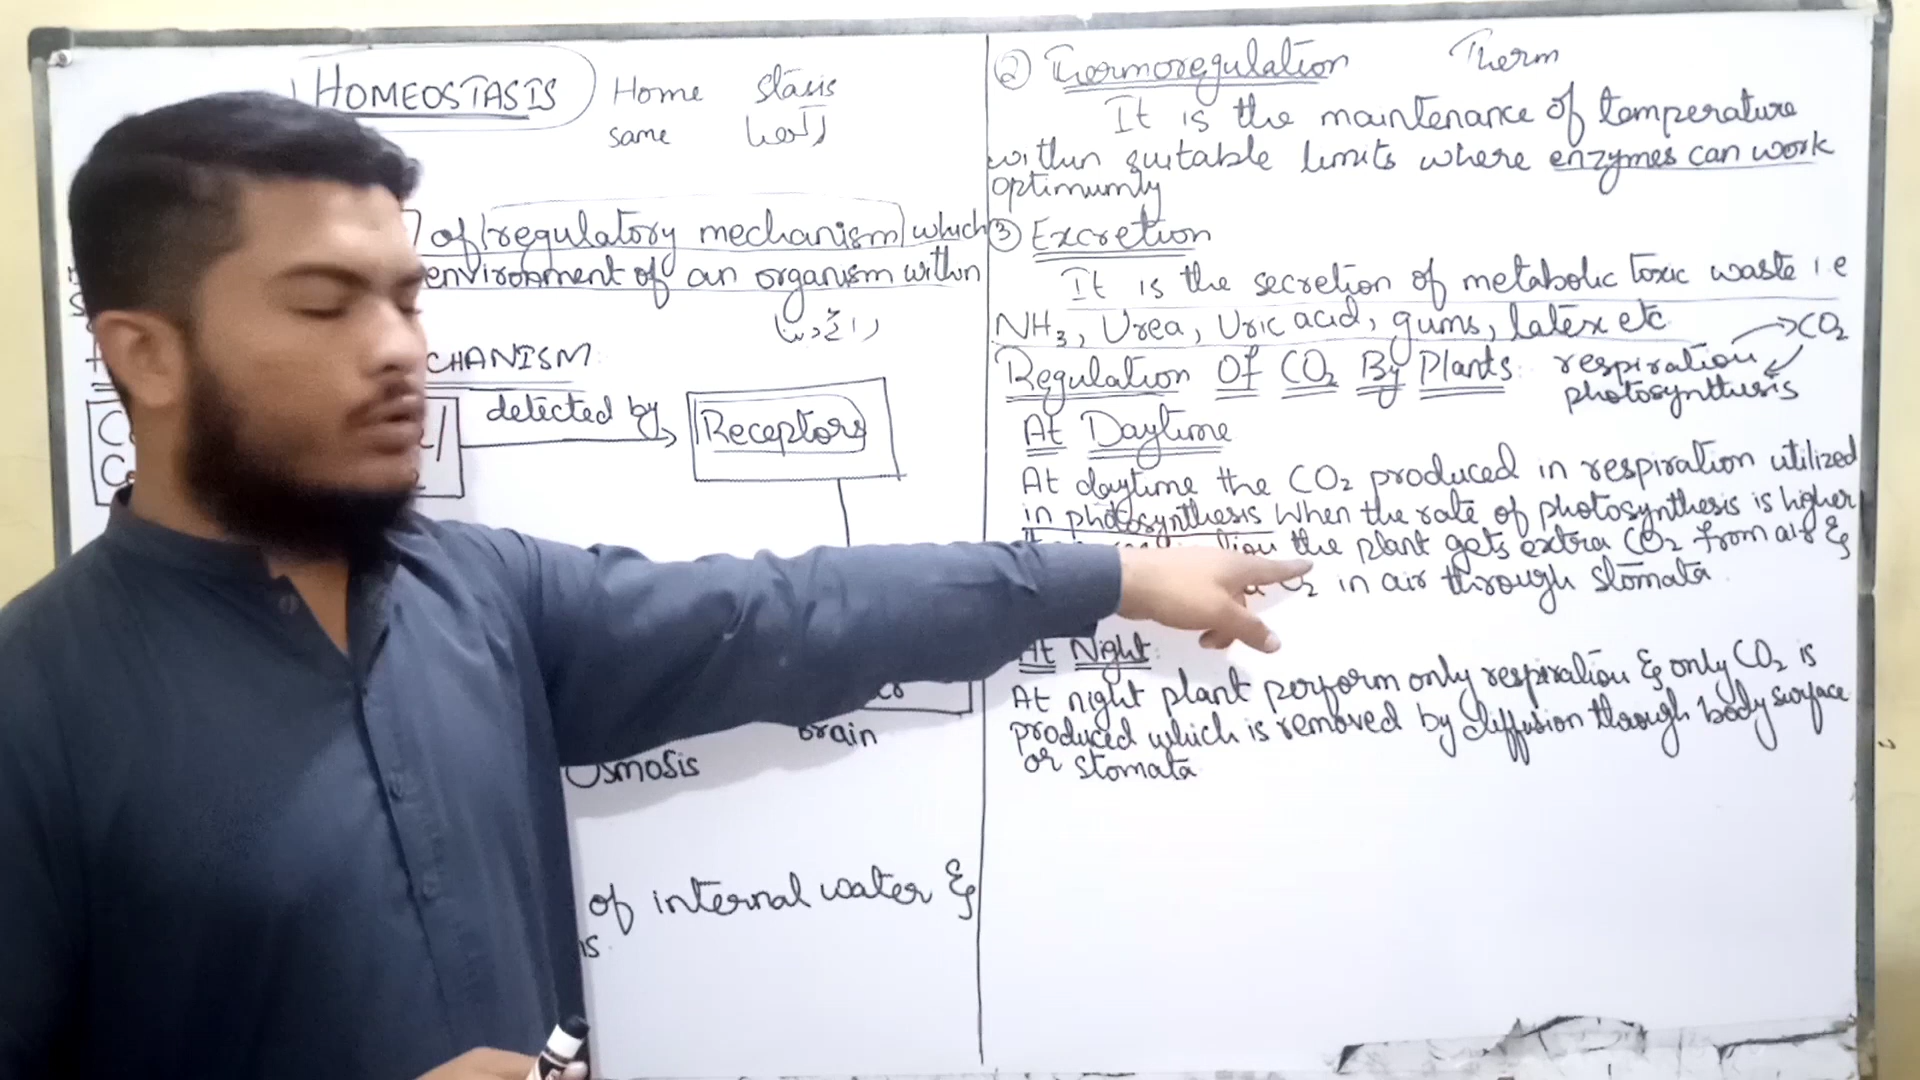 HOMEOSTASIS
Home stasis
same
of regulatory mechanism which
environment of an organism within
CHANISM
detected by
Receptors
brain
Osmosis
of internal water &
② Thermoregulation Therm
It is the maintenance of temperature
within suitable limits where enzymes can work
optimumly
③ Excretion
It is the secretion of metabolic toxic waste i.e
NH3, Urea, Uric acid, gums, latex etc
Regulation Of CO2 By Plants: respiration CO2
photosynthesis
At Daytime
At daytime the CO2 produced in respiration utilized
in photosynthesis when the rate of photosynthesis is higher
the plant gets extra CO2 from air &
O2 in air through stomata.
At Night:
At night plant perform only respiration & only CO2 is
produced which is removed by diffusion through body surface
or stomata